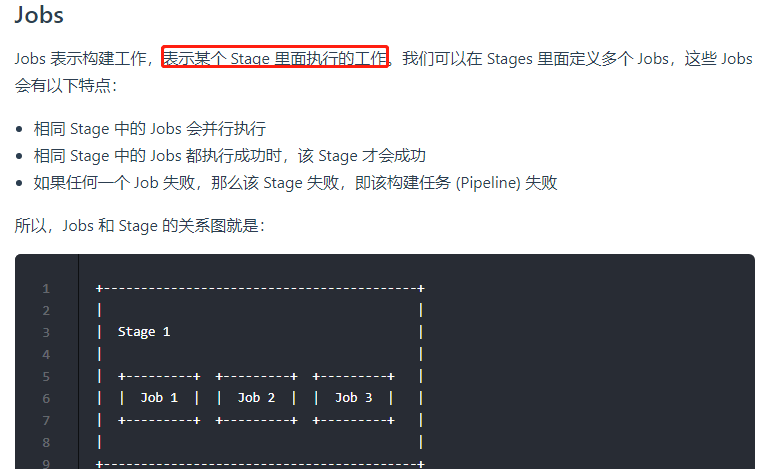 Jobs
Jobs 表示构建工作，表示某个 Stage 里面执行的工作。我们可以在 Stages 里面定义多个 Jobs，这些 Jobs
会有以下特点：
• 相同 Stage 中的 Jobs 会并行执行
• 相同 Stage 中的 Jobs 都执行成功时，该 Stage 才会成功
• 如果任何一个 Job 失败，那么该 Stage 失败，即该构建任务 (Pipeline) 失败
所以，Jobs 和 Stage 的关系图就是：
1 +------------------------------------------+
2 |                                          |
3 |  Stage 1                                 |
4 |                                          |
5 |  +---------+  +---------+  +---------+   |
6 |  |  Job 1  |  |  Job 2  |  |  Job 3  |   |
7 |  +---------+  +---------+  +---------+   |
8 |                                          |
9 +------------------------------------------+